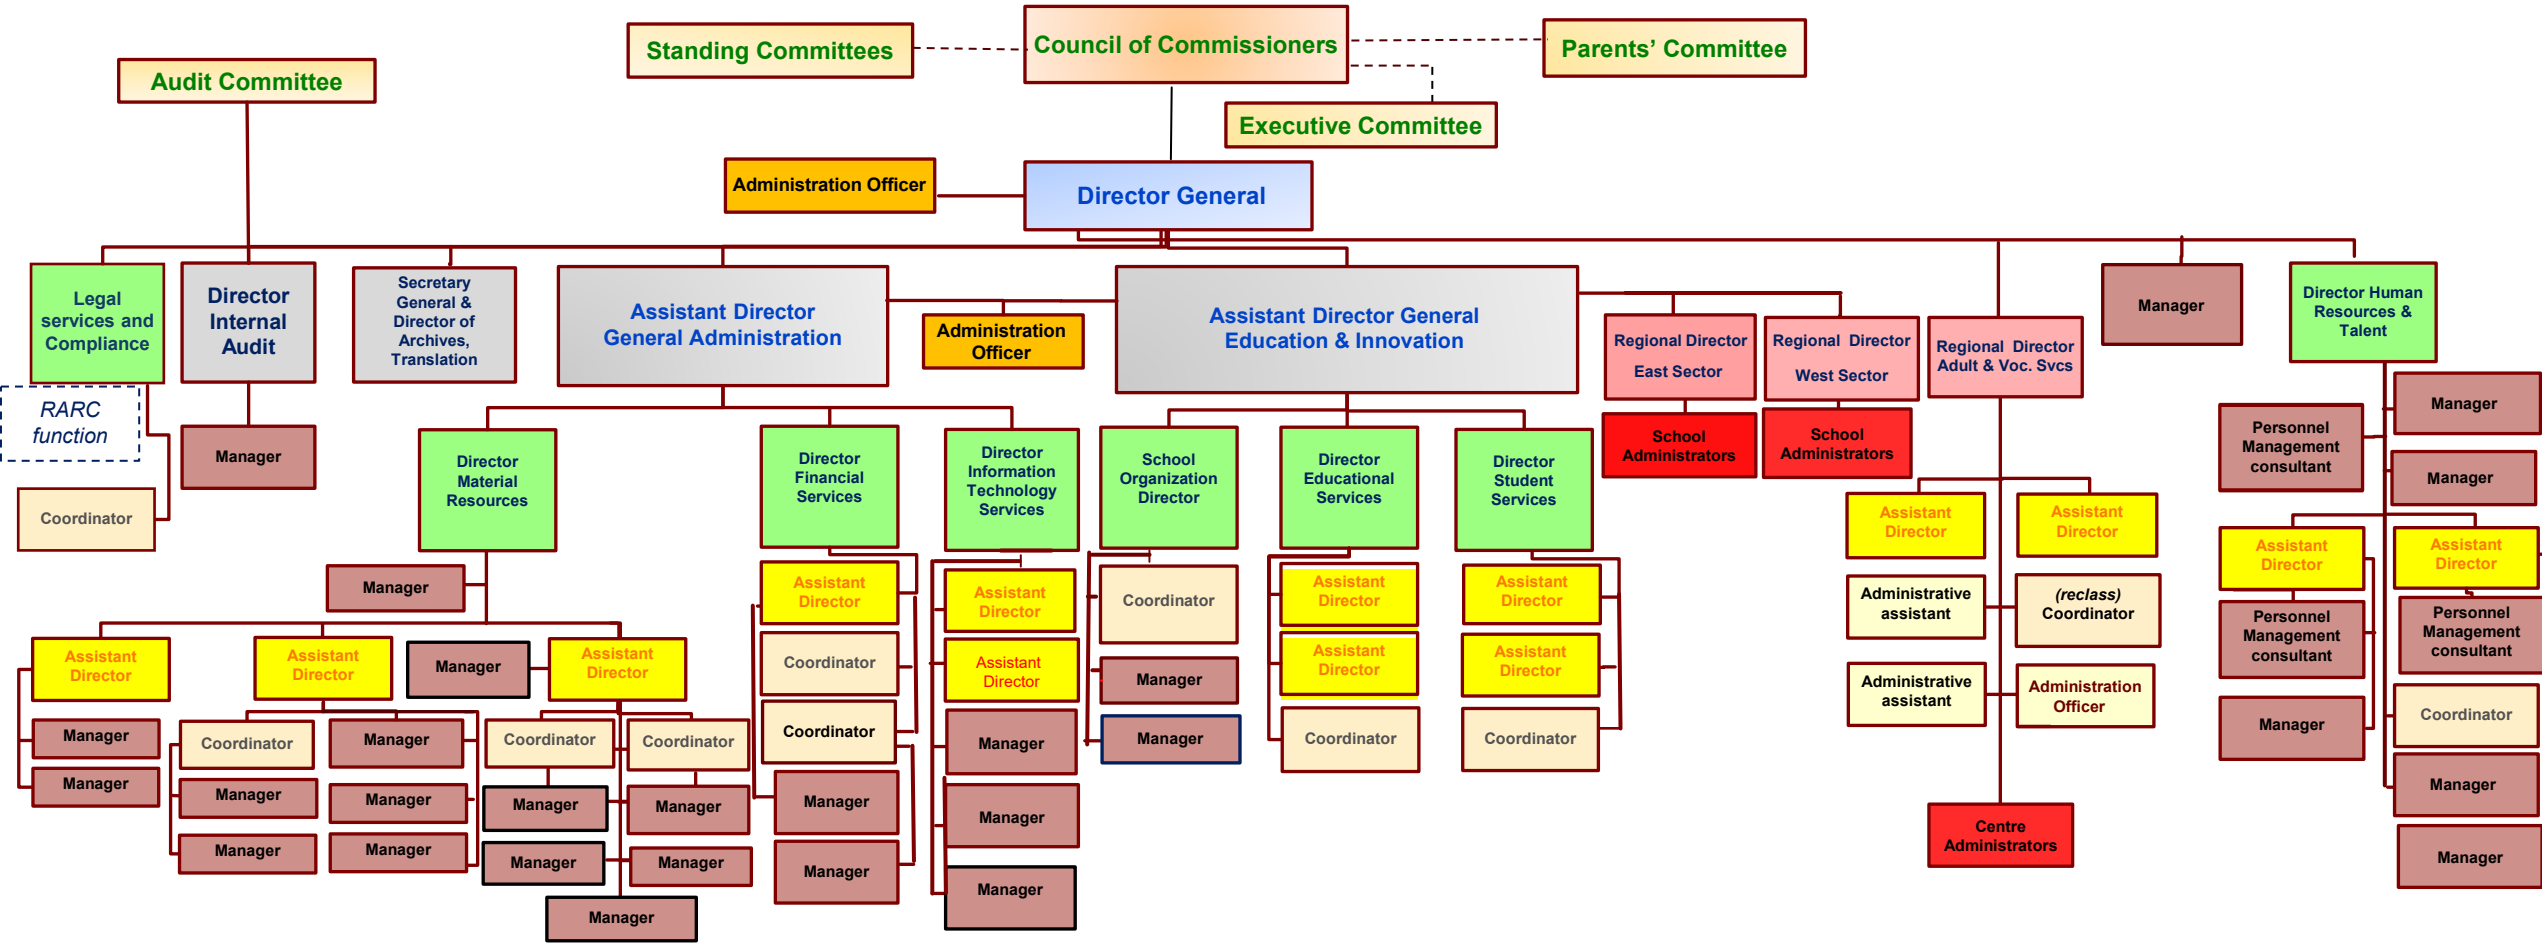 Standing Committees
Council of Commissioners
Parents’ Committee
Audit Committee
Executive Committee
Administration Officer
Director General
Legal
services and
Compliance
Director
Internal
Audit
Secretary
General &
Director of
Archives,
Translation
Assistant Director
General Administration
Administration
Officer
Assistant Director General
Education & Innovation
Regional Director
East Sector
Regional Director
West Sector
Regional Director
Adult & Voc. Svcs
Manager
Director Human
Resources &
Talent
RARC
function
Coordinator
Manager
School
Administrators
School
Administrators
Director
Material
Resources
Director
Financial
Services
Director
Information
Technology
Services
School
Organization
Director
Director
Educational
Services
Director
Student
Services
Manager
Assistant
Director
Manager
Manager
Assistant
Director
Coordinator
Manager
Manager
Manager
Manager
Manager
Manager
Assistant
Director
Coordinator
Coordinator
Manager
Manager
Manager
Manager
Manager
Assistant
Director
Coordinator
Coordinator
Manager
Manager
Assistant
Director
Assistant
Director
Manager
Manager
Manager
Coordinator
Manager
Manager
Assistant
Director
Assistant
Director
Coordinator
Assistant
Director
Assistant
Director
Coordinator
Assistant
Director
Assistant
Director
Administrative
assistant
(reclass)
Coordinator
Administrative
assistant
Administration
Officer
Centre
Administrators
Manager
Personnel
Management
consultant
Manager
Assistant
Director
Assistant
Director
Personnel
Management
consultant
Personnel
Management
consultant
Manager
Coordinator
Manager
Manager